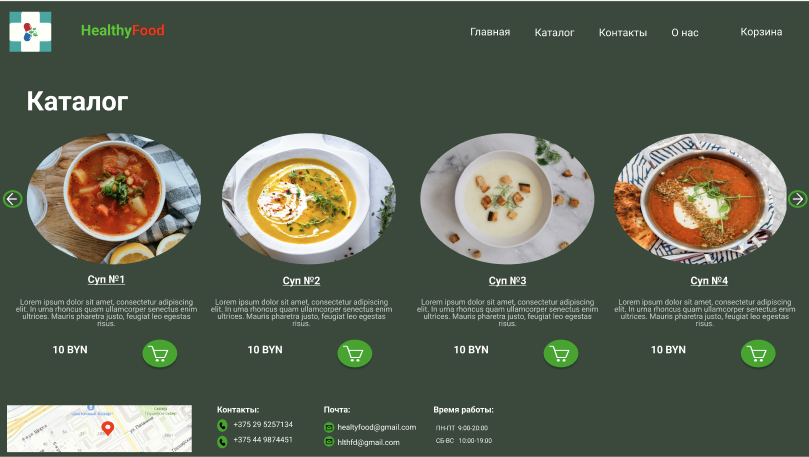 HealthyFood
Главная Каталог Контакты О нас Корзина
Каталог
Суп №1
Lorem ipsum dolor sit amet, consectetur adipiscing
elit. In urna rhoncus quam ullamcorper senectus enim
ultrices. Mauris pharetra justo, feugiat leo egestas
risus.
10 BYN
Суп №2
Lorem ipsum dolor sit amet, consectetur adipiscing
elit. In urna rhoncus quam ullamcorper senectus enim
ultrices. Mauris pharetra justo, feugiat leo egestas
risus.
10 BYN
Суп №3
Lorem ipsum dolor sit amet, consectetur adipiscing
elit. In urna rhoncus quam ullamcorper senectus enim
ultrices. Mauris pharetra justo, feugiat leo egestas
risus.
10 BYN
Суп №4
Lorem ipsum dolor sit amet, consectetur adipiscing
elit. In urna rhoncus quam ullamcorper senectus enim
ultrices. Mauris pharetra justo, feugiat leo egestas
risus.
10 BYN
Контакты:
+375 29 5257134
+375 44 9874451
Почта:
healtyfood@gmail.com
hlthfd@gmail.com
Время работы:
ПН-ПТ 9:00-20:00
СБ-ВС 10:00-19:00